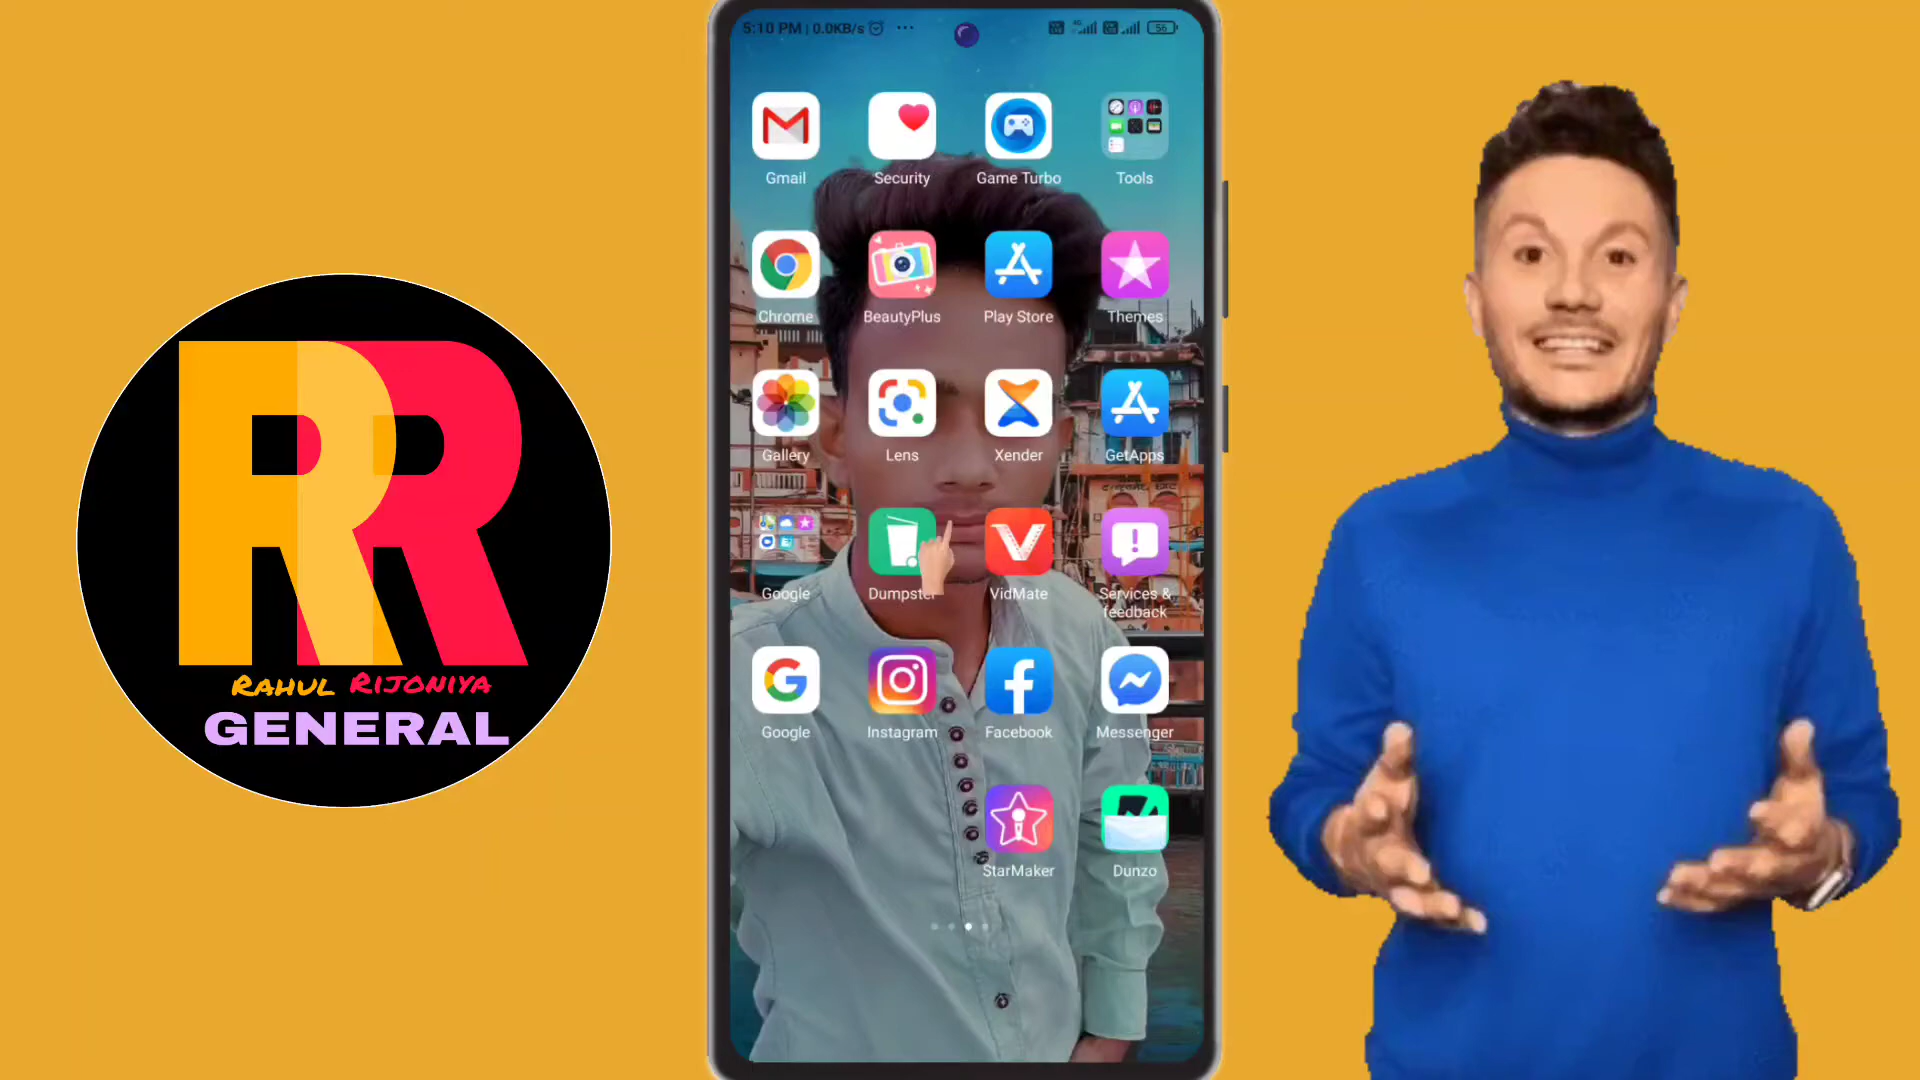 5:10 PM | 0.0KB/s
56
Gmail
Security
Game Turbo
Tools
Chrome
BeautyPlus
Play Store
Themes
Gallery
Lens
Xender
GetApps
Google
Dumpster
VidMate
Services &
feedback
Google
Instagram
Facebook
Messenger
StarMaker
Dunzo
RR
RAHUL RIJONIYA
GENERAL